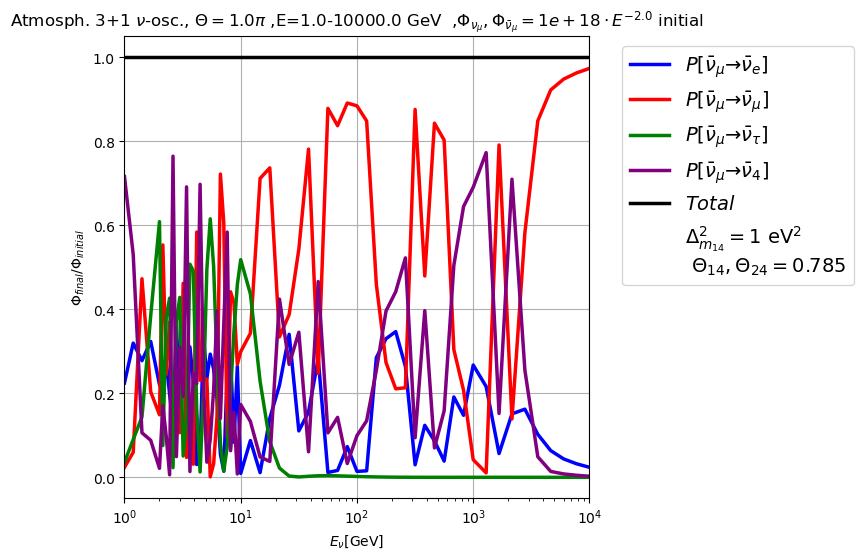 Atmosph. 3+1 ν-osc., Θ = 1.0π ,E=1.0-10000.0 GeV ,Φ_{ν_μ}, Φ_{ν̄_μ} = 1e + 18 · E^{−2.0} initial
1.0
0.8
0.6
0.4
0.2
0.0
Φ_{final}/Φ_{initial}
10^0 10^1 10^2 10^3 10^4
E_ν[GeV]
P[ν̄_μ→ν̄_e]
P[ν̄_μ→ν̄_μ]
P[ν̄_μ→ν̄_τ]
P[ν̄_μ→ν̄_4]
Total
Δ^2_{m_{14}} = 1 eV^2
Θ_{14}, Θ_{24} = 0.785